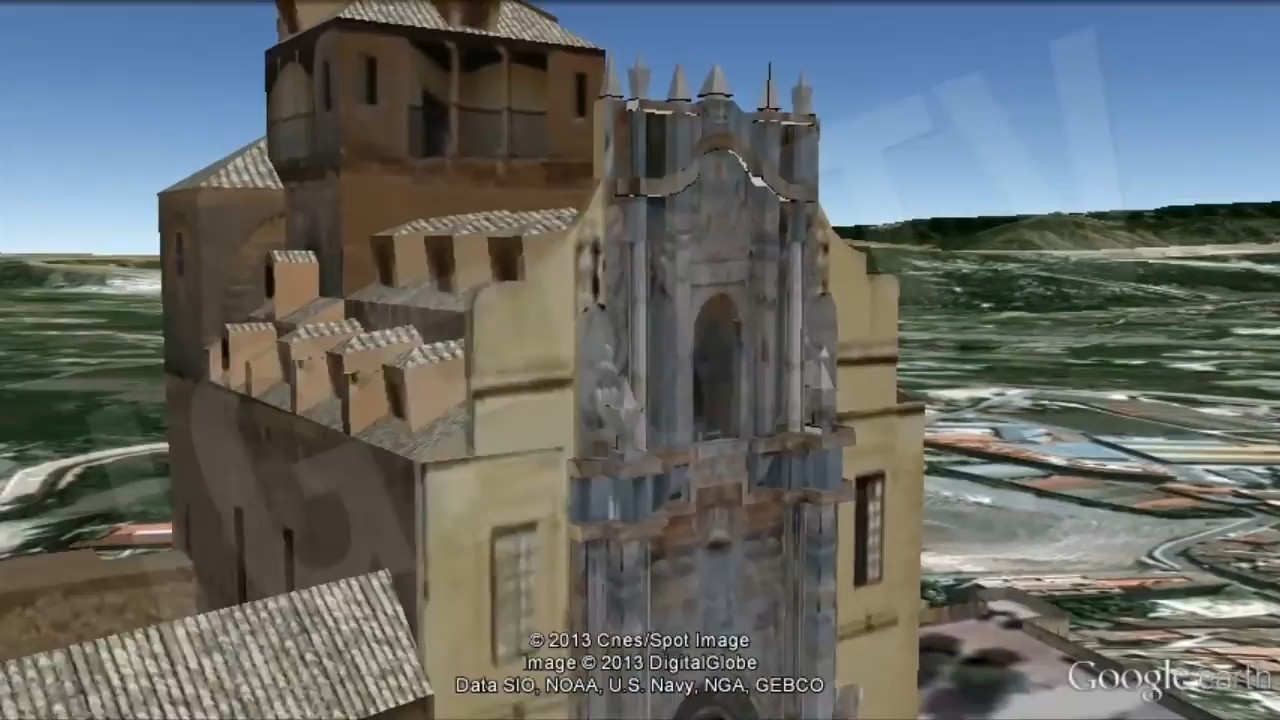 © 2013 Cnes/Spot Image
Image © 2013 DigitalGlobe
Data SIO, NOAA, U.S. Navy, NGA, GEBCO
Google earth